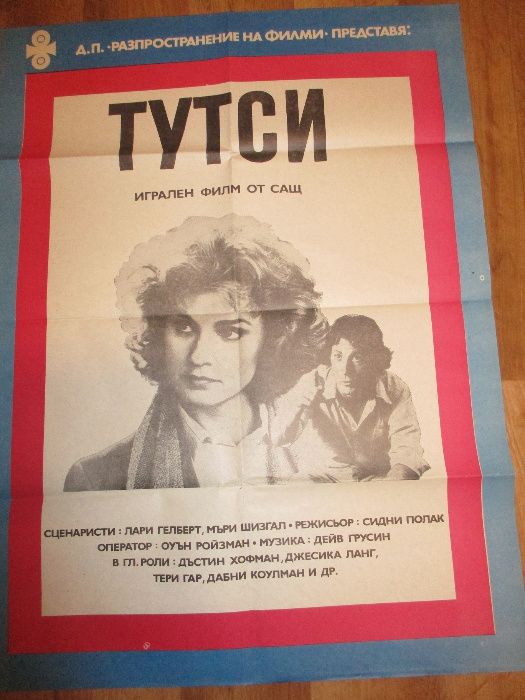 Д.П. •РАЗПРОСТРАНЕНИЕ НА ФИЛМИ• ПРЕДСТАВЯ:
ТУТСИ
ИГРАЛЕН ФИЛМ ОТ САЩ
СЦЕНАРИСТИ : ЛАРИ ГЕЛБЕРТ, МЪРИ ШИЗГАЛ • РЕЖИСЬОР : СИДНИ ПОЛАК
ОПЕРАТОР : ОУЪН РОЙЗМАН • МУЗИКА : ДЕЙВ ГРУСИН
В ГЛ. РОЛИ : ДЪСТИН ХОФМАН, ДЖЕСИКА ЛАНГ,
ТЕРИ ГАР, ДАБНИ КОУЛМАН И ДР.